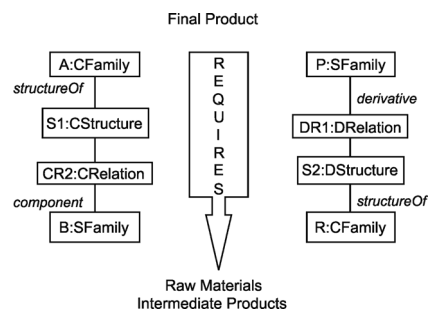 Final Product
A:CFamily
structureOf
S1:CStructure
CR2:CRelation
component
B:SFamily
REQUIRES
P:SFamily
derivative
DR1:DRelation
S2:DStructure
structureOf
R:CFamily
Raw Materials
Intermediate Products